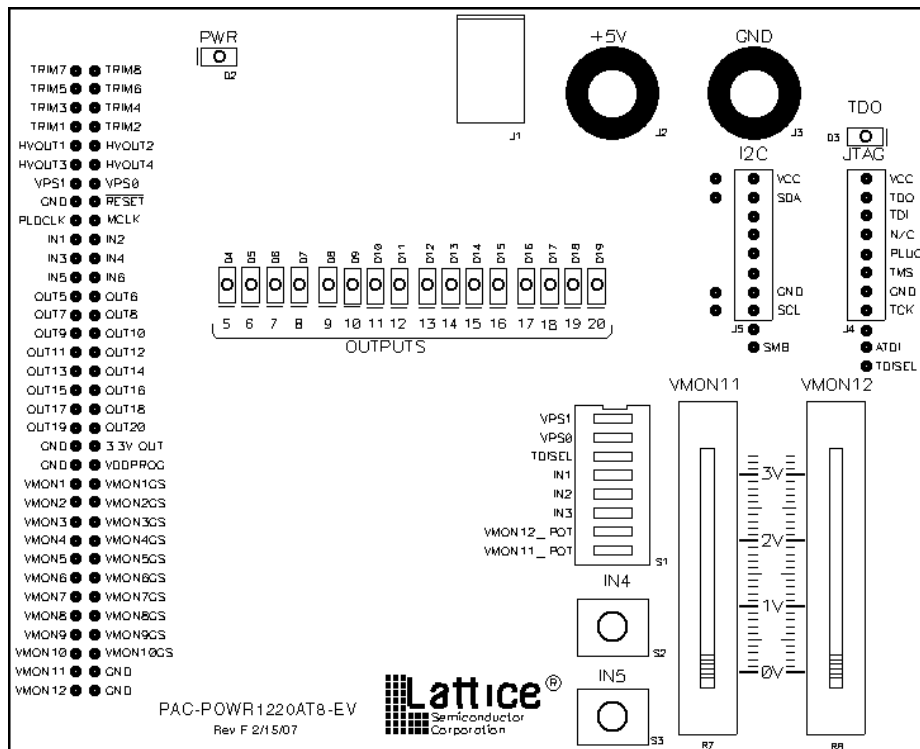 PWR
D2
J1
+5V
J2
GND
J3
TDO
D3
TRIM7 TRIM8
TRIM5 TRIM6
TRIM3 TRIM4
TRIM1 TRIM2
HVOUT1 HVOUT2
HVOUT3 HVOUT4
VPS1 VPS0
GND RESET
PLDCLK MCLK
IN1 IN2
IN3 IN4
IN5 IN6
OUT5 OUT6
OUT7 OUT8
OUT9 OUT10
OUT11 OUT12
OUT13 OUT14
OUT15 OUT16
OUT17 OUT18
OUT19 OUT20
GND 3.3V OUT
GND VDDPROG
VMON1 VMON1GS
VMON2 VMON2GS
VMON3 VMON3GS
VMON4 VMON4GS
VMON5 VMON5GS
VMON6 VMON6GS
VMON7 VMON7GS
VMON8 VMON8GS
VMON9 VMON9GS
VMON10 VMON10GS
VMON11 GND
VMON12 GND
I2C
VCC
SDA
GND
SCL
J5
SMB
JTAG
VCC
TDO
TDI
N/C
PLUG
TMS
GND
TCK
J4
ATDI
TDISEL
D4 D5 D6 D7 D8 D9 D10 D11 D12 D13 D14 D15 D16 D17 D18 D19
5 6 7 8 9 10 11 12 13 14 15 16 17 18 19 20
OUTPUTS
VPS1
VPS0
TDISEL
IN1
IN2
IN3
VMON12_ POT
VMON11_ POT
S1
IN4
S2
IN5
S3
VMON11 VMON12
3V
2V
1V
0V
R7 R8
PAC-POWR1220AT8-EV
Rev F 2/15/07
Lattice®
Semiconductor
Corporation